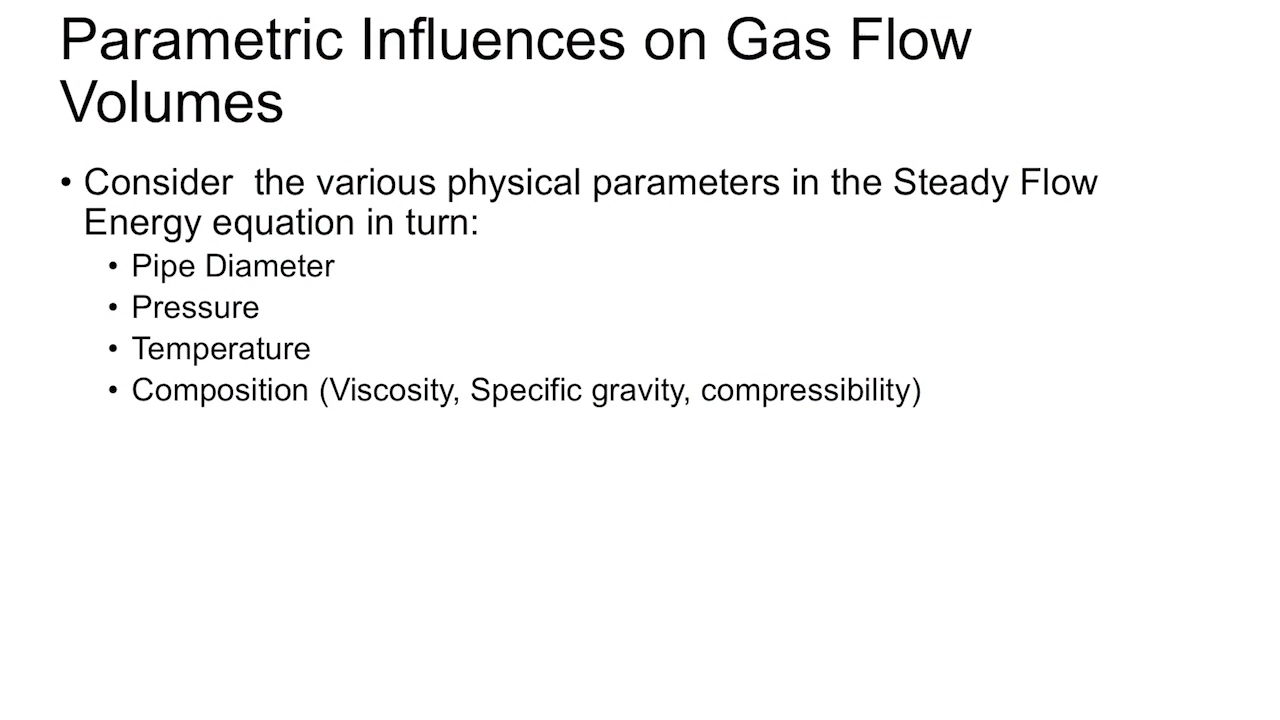 Parametric Influences on Gas Flow
Volumes
• Consider  the various physical parameters in the Steady Flow
Energy equation in turn:
• Pipe Diameter
• Pressure
• Temperature
• Composition (Viscosity, Specific gravity, compressibility)